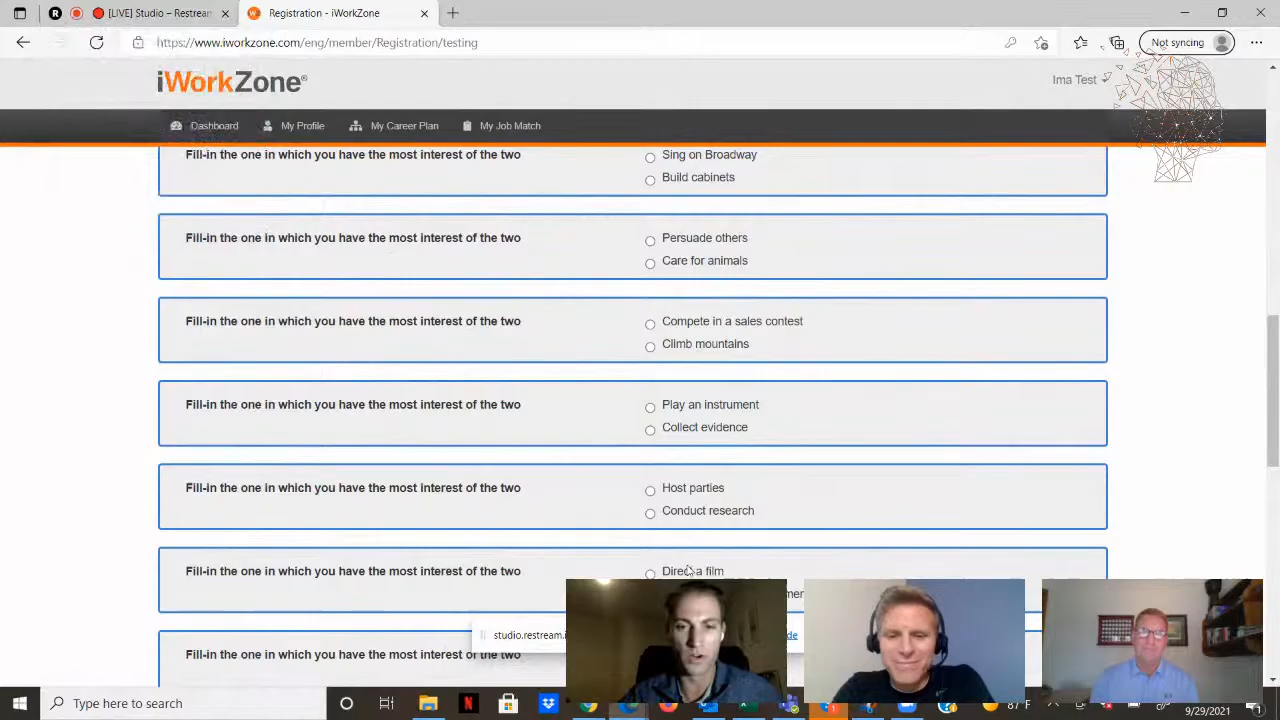 [LIVE] Studio – Restream
Registration - iWorkZone
https://www.iworkzone.com/eng/member/Registration/testing
Not syncing
iWorkZone®
Ima Test
Dashboard
My Profile
My Career Plan
My Job Match
Fill-in the one in which you have the most interest of the two
Sing on Broadway
Build cabinets
Fill-in the one in which you have the most interest of the two
Persuade others
Care for animals
Fill-in the one in which you have the most interest of the two
Compete in a sales contest
Climb mountains
Fill-in the one in which you have the most interest of the two
Play an instrument
Collect evidence
Fill-in the one in which you have the most interest of the two
Host parties
Conduct research
Fill-in the one in which you have the most interest of the two
Direct a film
studio.restream.i
Fill-in the one in which you have the most interest of the two
Type here to search
9/29/2021